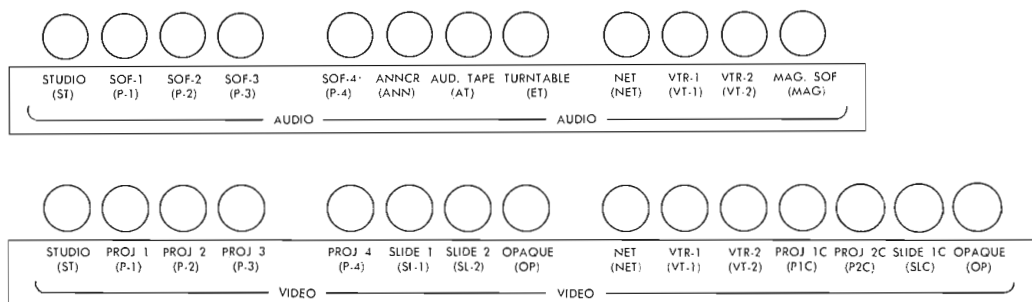 STUDIO SOF-1 SOF-2 SOF-3 SOF-4 ANNCR AUD. TAPE TURNTABLE NET VTR-1 VTR-2 MAG. SOF
(ST) (P-1) (P-2) (P-3) (P-4) (ANN) (AT) (ET) (NET) (VT-1) (VT-2) (MAG)
AUDIO AUDIO
STUDIO PROJ 1 PROJ 2 PROJ 3 PROJ 4 SLIDE 1 SLIDE 2 OPAQUE NET VTR-1 VTR-2 PROJ 1C PROJ 2C SLIDE 1C OPAQUE
(ST) (P-1) (P-2) (P-3) (P-4) (SL-1) (SL-2) (OP) (NET) (VT-1) (VT-2) (P1C) (P2C) (SLC) (OP)
VIDEO VIDEO